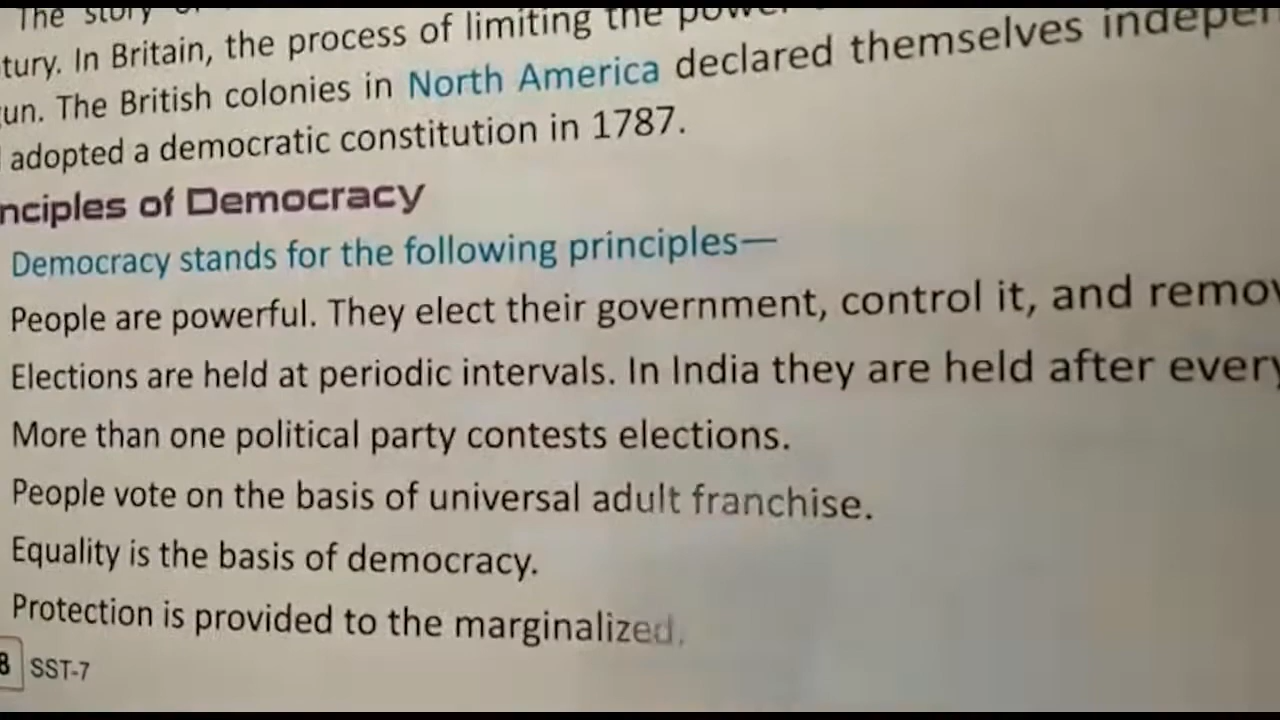 The story
tury. In Britain, the process of limiting the
un. The British colonies in North America declared themselves
adopted a democratic constitution in 1787.
nciples of Democracy
Democracy stands for the following principles—
People are powerful. They elect their government, control it, and
Elections are held at periodic intervals. In India they are held after every
More than one political party contests elections.
People vote on the basis of universal adult franchise.
Equality is the basis of democracy.
Protection is provided to the marginalized.
8 SST-7